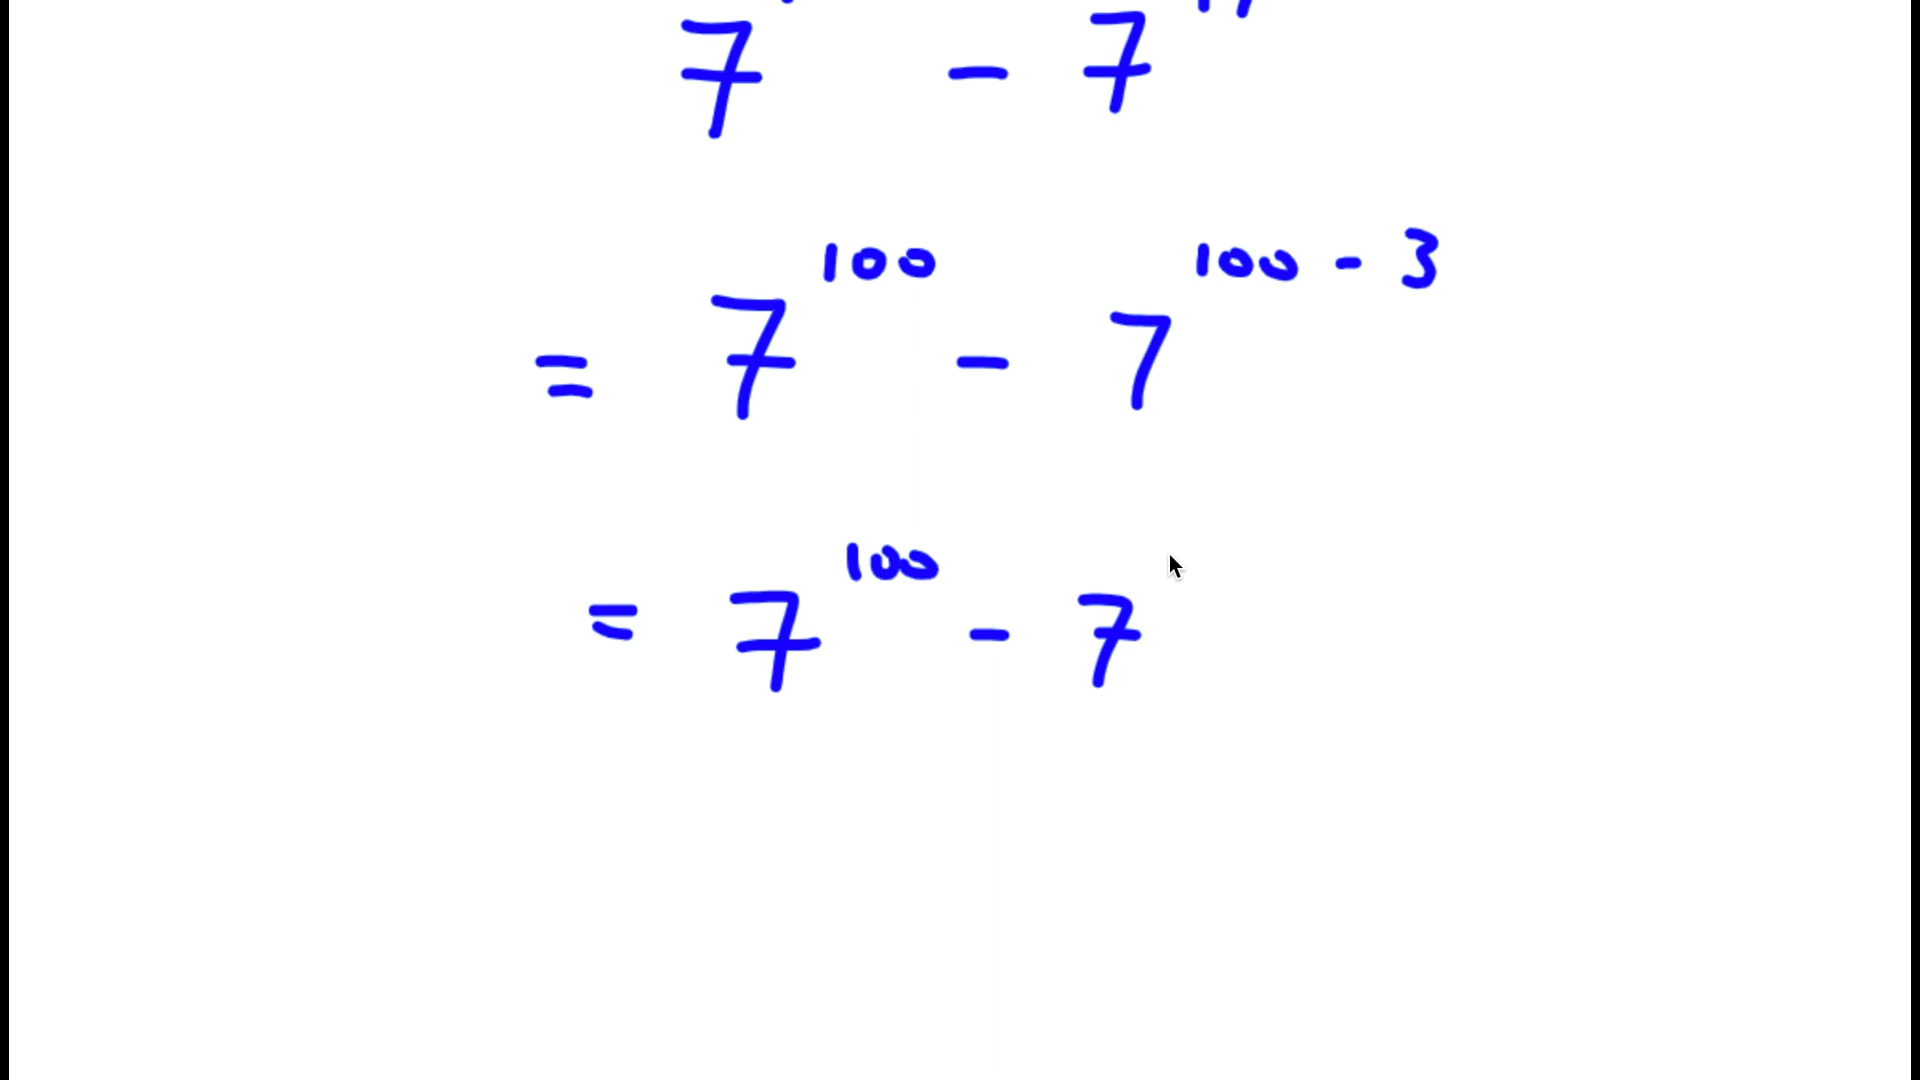 7 - 7
= 7^100 - 7^100-3
= 7^100 - 7